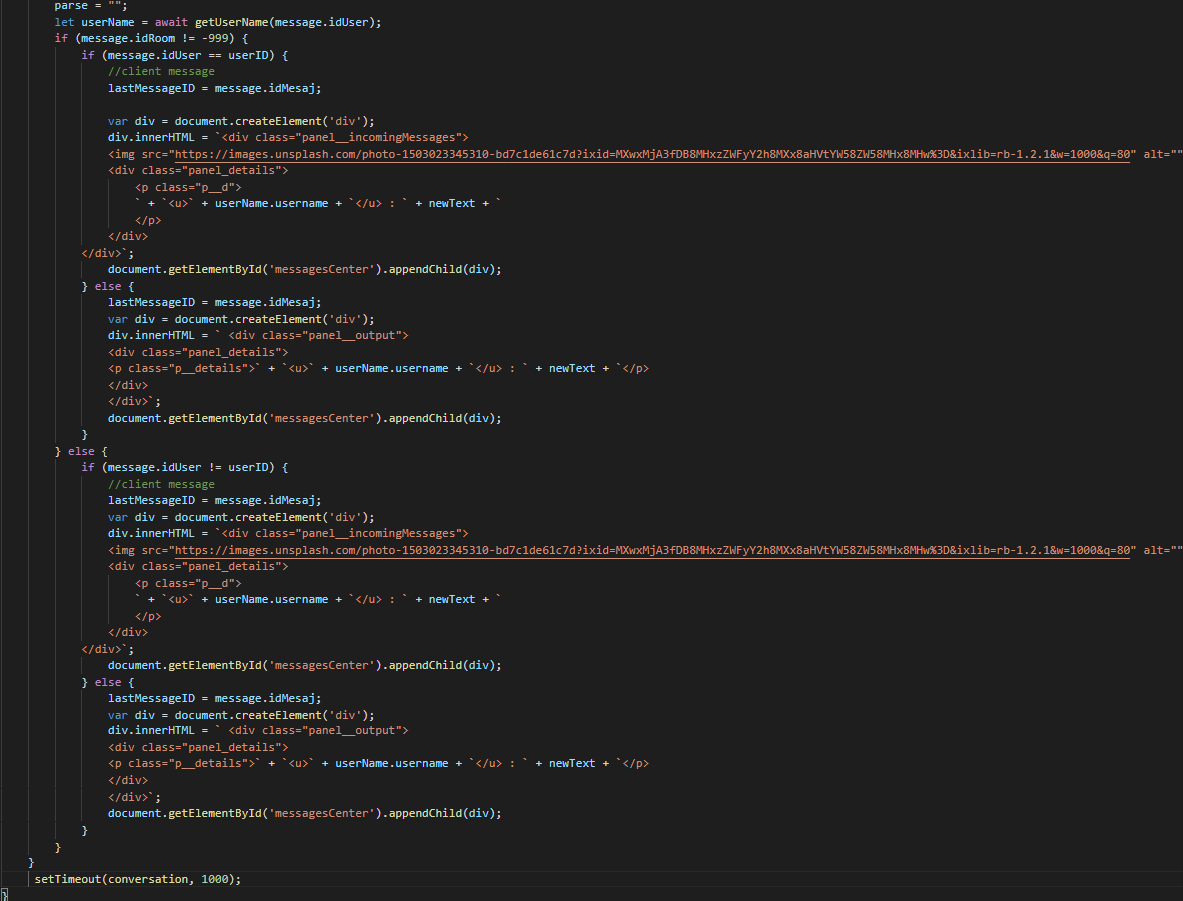 parse = "";
let userName = await getUserName(message.idUser);
if (message.idRoom != -999) {
if (message.idUser == userID) {
//client message
lastMessageID = message.idMesaj;
var div = document.createElement('div');
div.innerHTML = `<div class="panel__incomingMessages">
<img src="https://images.unsplash.com/photo-1503023345310-bd7c1de61c7d?ixid=MXwxMjA3fDB8MHxzZWFyY2h8MXx8aHVtYW58ZW58MHx8MHw%3D&ixlib=rb-1.2.1&w=1000&q=80" alt=""
<div class="panel_details">
<p class="p__d">
` + `<u>` + userName.username + `</u> : ` + newText + `
</p>
</div>
</div>`;
document.getElementById('messagesCenter').appendChild(div);
} else {
lastMessageID = message.idMesaj;
var div = document.createElement('div');
div.innerHTML = ` <div class="panel__output">
<div class="panel_details">
<p class="p__details">` + `<u>` + userName.username + `</u> : ` + newText + `</p>
</div>
</div>`;
document.getElementById('messagesCenter').appendChild(div);
}
} else {
if (message.idUser != userID) {
//client message
lastMessageID = message.idMesaj;
var div = document.createElement('div');
div.innerHTML = `<div class="panel__incomingMessages">
<img src="https://images.unsplash.com/photo-1503023345310-bd7c1de61c7d?ixid=MXwxMjA3fDB8MHxzZWFyY2h8MXx8aHVtYW58ZW58MHx8MHw%3D&ixlib=rb-1.2.1&w=1000&q=80" alt=""
<div class="panel_details">
<p class="p__d">
` + `<u>` + userName.username + `</u> : ` + newText + `
</p>
</div>
</div>`;
document.getElementById('messagesCenter').appendChild(div);
} else {
lastMessageID = message.idMesaj;
var div = document.createElement('div');
div.innerHTML = ` <div class="panel__output">
<div class="panel_details">
<p class="p__details">` + `<u>` + userName.username + `</u> : ` + newText + `</p>
</div>
</div>`;
document.getElementById('messagesCenter').appendChild(div);
}
}
}
setTimeout(conversation, 1000);
}